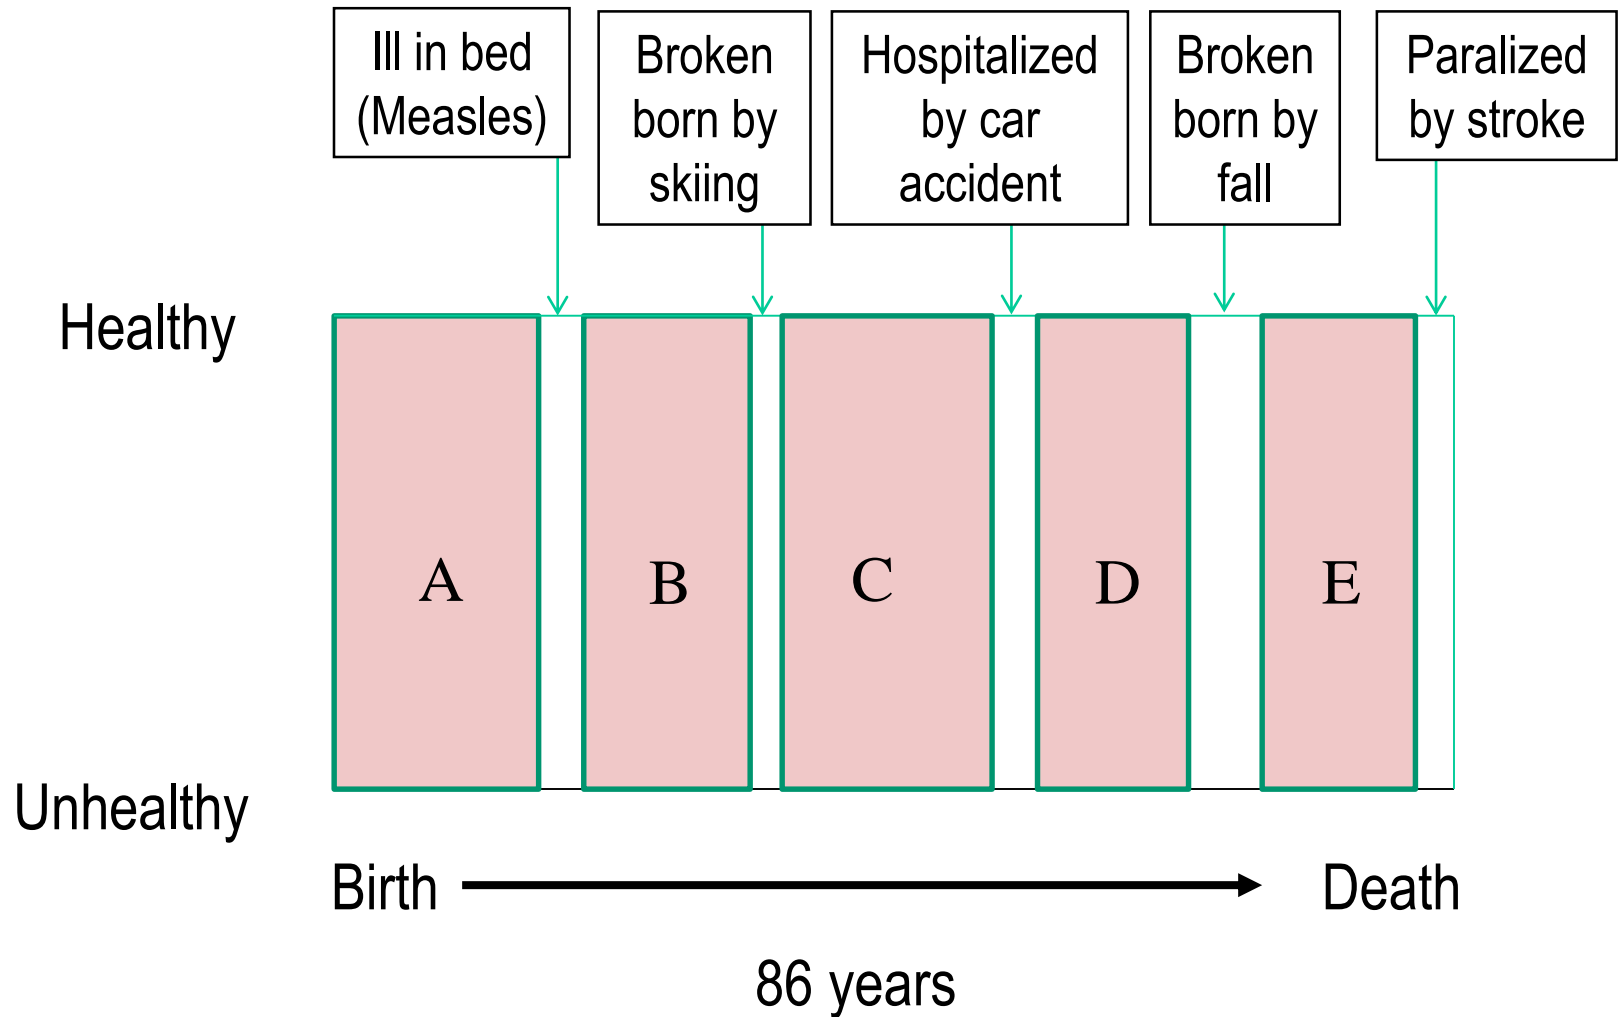 Ill in bed
(Measles)
Broken
born by
skiing
Hospitalized
by car
accident
Broken
born by
fall
Paralized
by stroke
Healthy
A
B
C
D
E
Unhealthy
Birth
Death
86 years